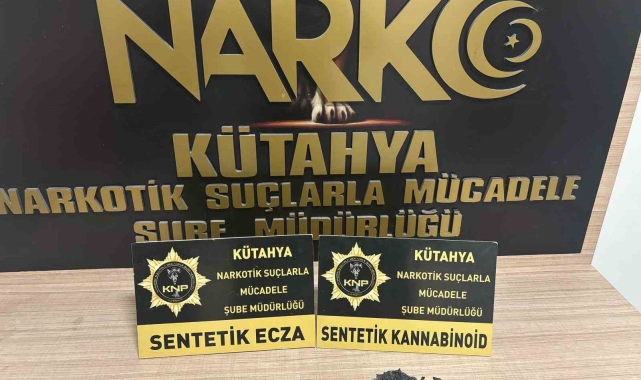 NARKO
KÜTAHYA
NARKOTİK SUÇLARLA MÜCADELE
ŞUBE MÜDÜRLÜĞÜ
KNP
KÜTAHYA
NARKOTİK SUÇLARLA
MÜCADELE
ŞUBE MÜDÜRLÜĞÜ
SENTETİK ECZA
KNP
KÜTAHYA
NARKOTİK SUÇLARLA
MÜCADELE
ŞUBE MÜDÜRLÜĞÜ
SENTETİK KANNABİNOİD